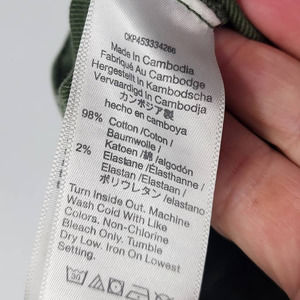 CKP453334266
Made in Cambodia
Fabriqué Au Cambodge
Hergestellt in Kambodscha
Vervaardigd in Cambodja
カンボジア製
hecho en camboya
98% Cotton/Coton/
Baumwolle/
Katoen/綿/algodón
2% Elastane/Élasthanne/
Elastan/Elastaan/
ポリウレタン/elastano
Turn Inside Out. Machine
Wash Cold With Like
Colors. Non-Chlorine
Bleach Only. Tumble
Dry Low. Iron On Lowest
Setting.